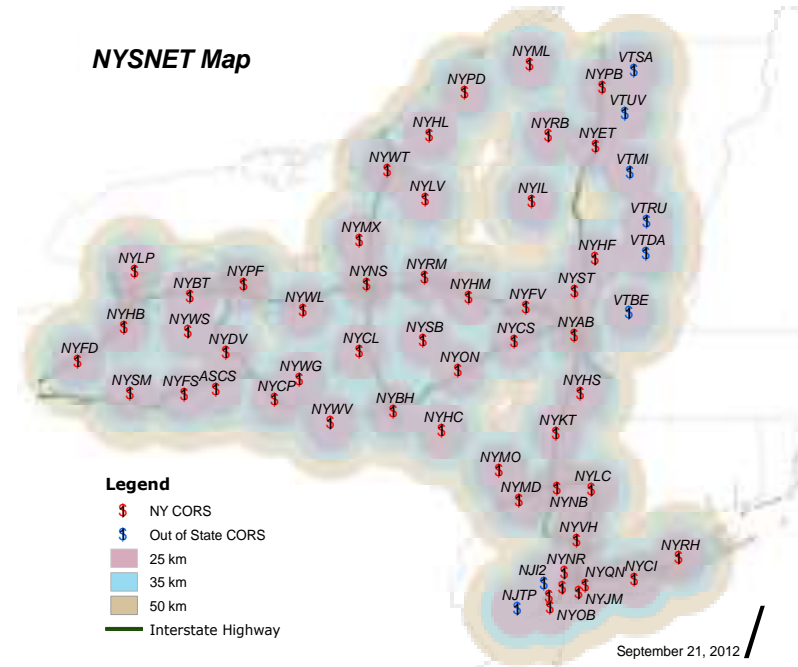 NYSNET Map
NYML
VTSA
NYPD
NYPB
VTUV
NYHL
NYRB
NYET
NYWT
VTMI
NYLV
NYIL
VTRU
NYMX
NYHF
VTDA
NYLP
NYRM
NYBT
NYPF
NYNS
NYHM
NYST
NYWL
NYFV
VTBE
NYHB
NYWS
NYSB
NYCS
NYAB
NYFD
NYDV
NYCL
NYON
NYSM
NYFS
ASCS
NYWG
NYHS
NYCP
NYWV
NYBH
NYHC
NYKT
NYMO
NYMD
NYLC
NYNB
NYVH
NYRH
NYNR
NJI2
NYQN
NYCI
NJTP
NYJM
NYOB
Legend
NY CORS
Out of State CORS
25 km
35 km
50 km
Interstate Highway
September 21, 2012